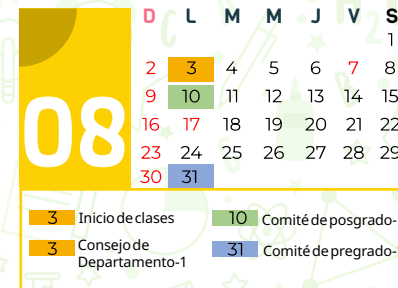 08
D L M M J V S
1
2 3 4 5 6 7 8
9 10 11 12 13 14 15
16 17 18 19 20 21 22
23 24 25 26 27 28 29
30 31
3 Inicio de clases
3 Consejo de
Departamento-1
10 Comité de posgrado-
31 Comité de pregrado-